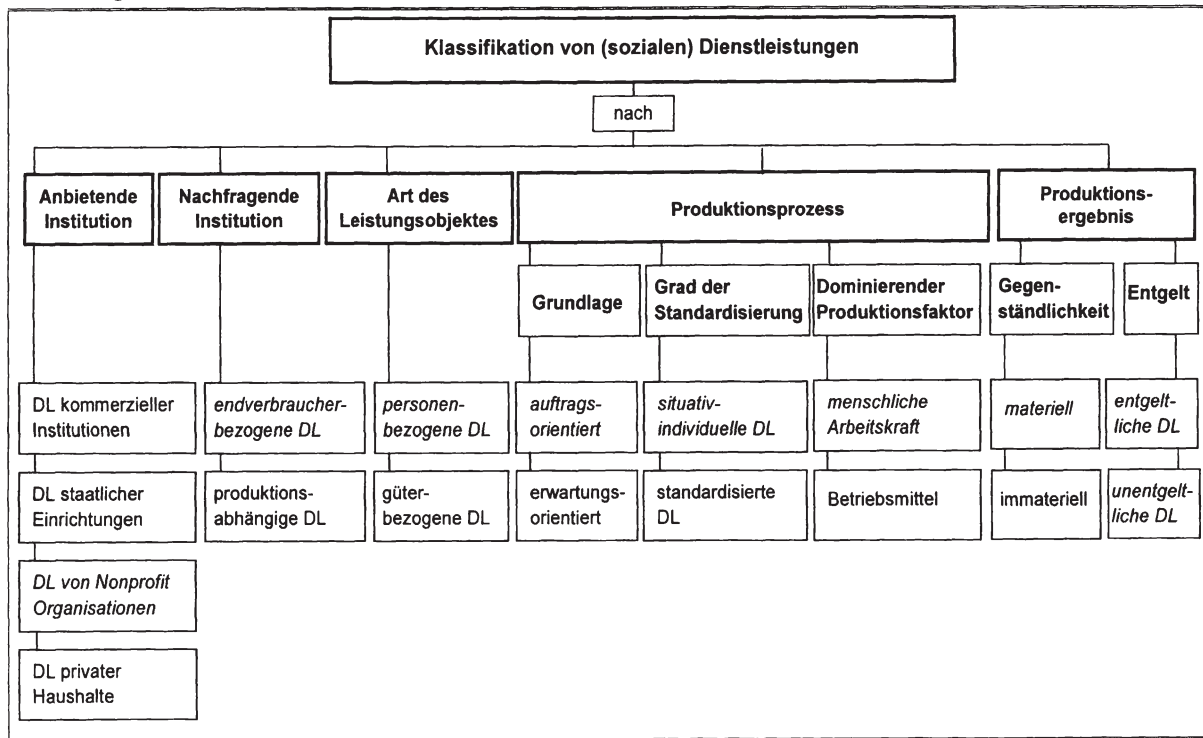 Klassifikation von (sozialen) Dienstleistungen
nach
Anbietende
Institution
Nachfragende
Institution
Art des
Leistungsobjektes
Produktionsprozess
Produktions-
ergebnis
Grundlage
Grad der
Standardisierung
Dominierender
Produktionsfaktor
Gegen-
ständlichkeit
Entgelt
DL kommerzieller
Institutionen
endverbraucher-
bezogene DL
personen-
bezogene DL
auftrags-
orientiert
situativ-
individuelle DL
menschliche
Arbeitskraft
materiell
entgelt-
liche DL
DL staatlicher
Einrichtungen
produktions-
abhängige DL
güter-
bezogene DL
erwartungs-
orientiert
standardisierte
DL
Betriebsmittel
immateriell
unentgelt-
liche DL
DL von Nonprofit
Organisationen
DL privater
Haushalte